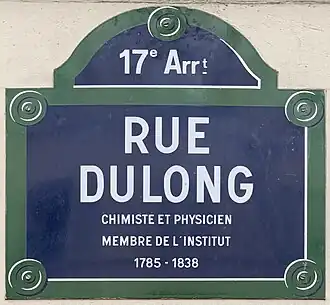 17e Arrt
RUE
DULONG
CHIMISTE ET PHYSICIEN
MEMBRE DE L'INSTITUT
1785 - 1838